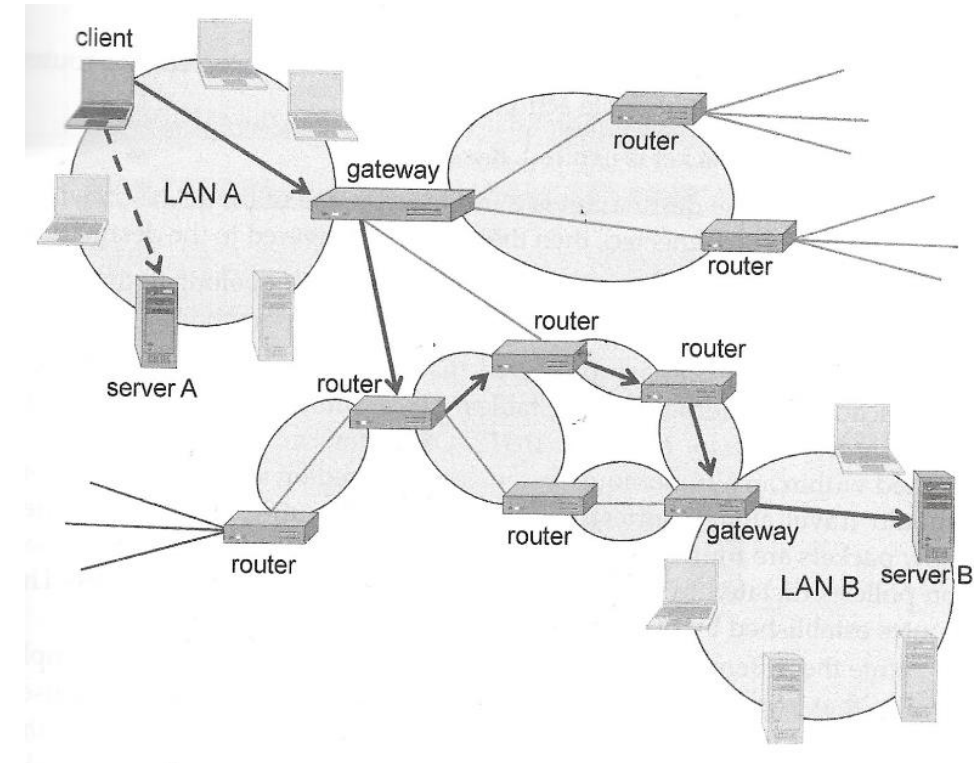 client
router
gateway
LAN A
router
router
router
server A
router
router
gateway
router
server B
LAN B
router